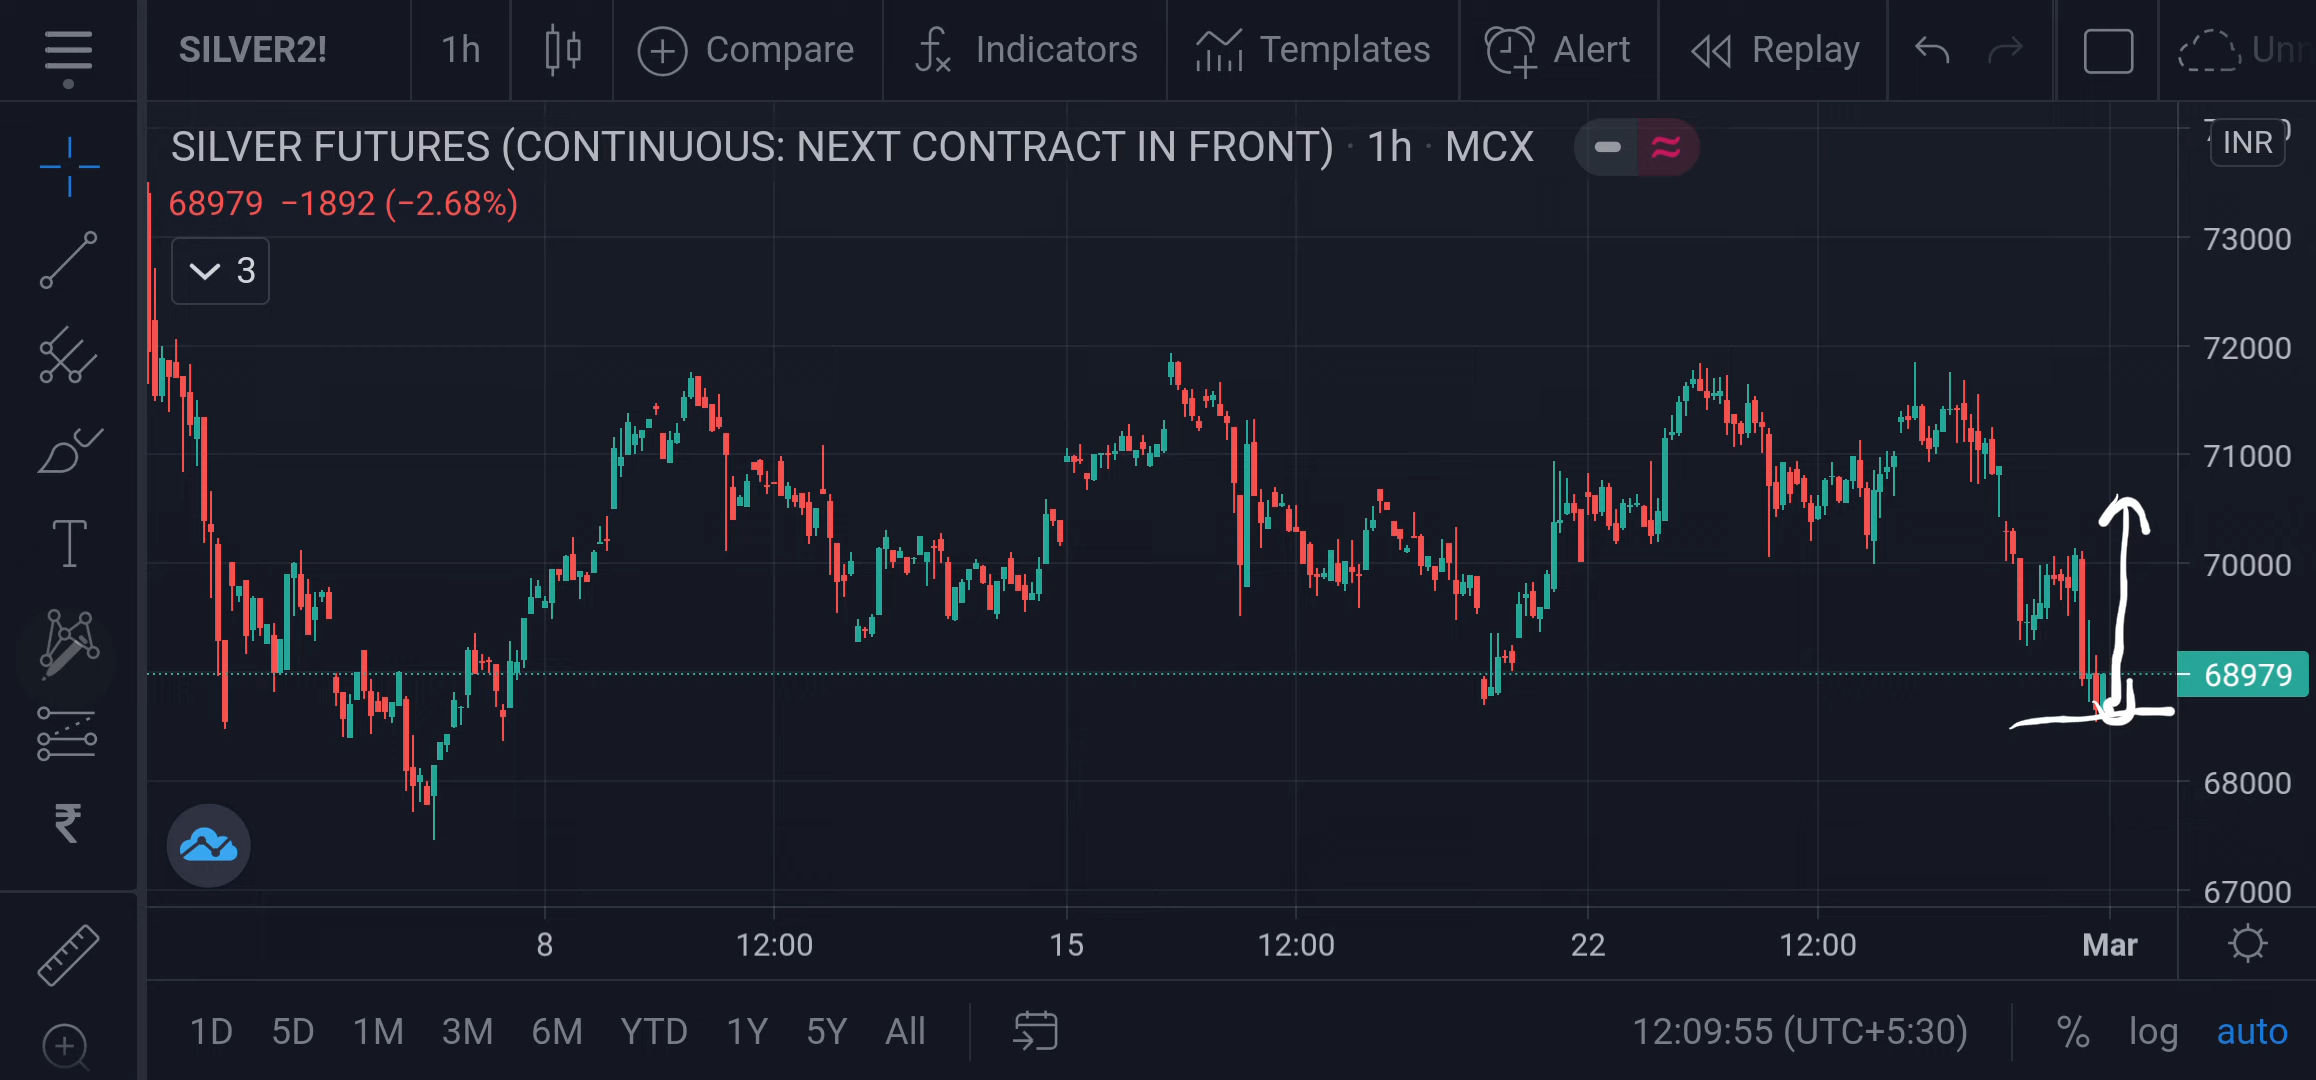 SILVER2!
1h
Compare
Indicators
Templates
Alert
Replay
SILVER FUTURES (CONTINUOUS: NEXT CONTRACT IN FRONT) · 1h · MCX
INR
68979 −1892 (−2.68%)
3
73000
72000
71000
70000
68979
68000
67000
8 12:00 15 12:00 22 12:00 Mar
1D 5D 1M 3M 6M YTD 1Y 5Y All
12:09:55 (UTC+5:30)
% log auto
T
₹